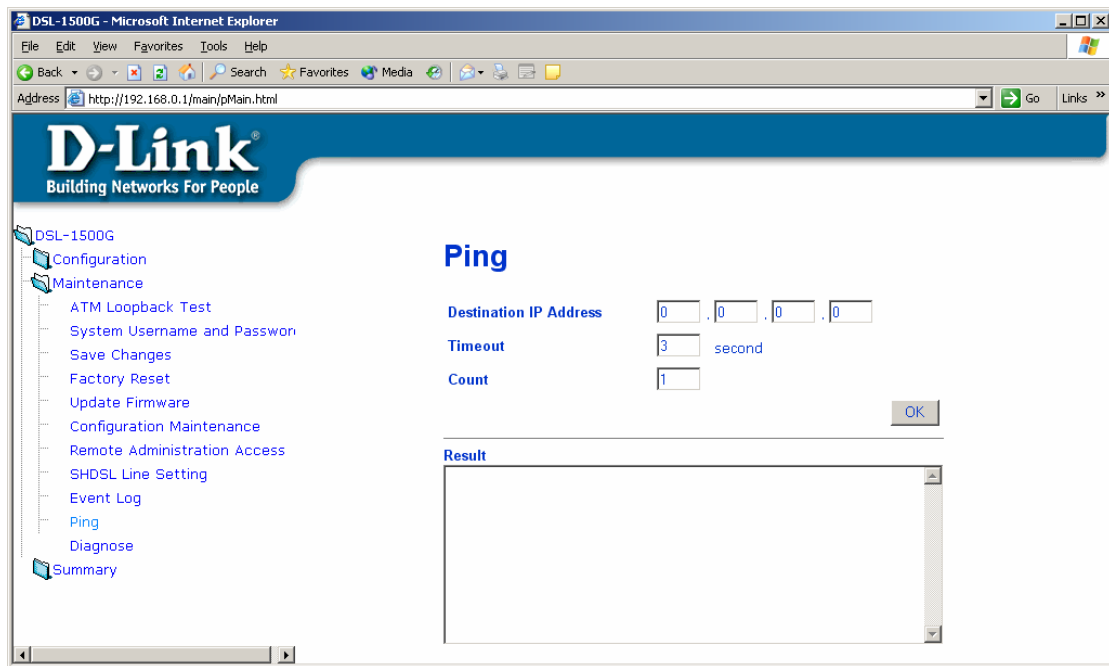 DSL-1500G - Microsoft Internet Explorer
File Edit View Favorites Tools Help
Back Search Favorites Media
Address http://192.168.0.1/main/pMain.html Go Links »
D-Link®
Building Networks For People
DSL-1500G
Configuration
Maintenance
ATM Loopback Test
System Username and Passwor
Save Changes
Factory Reset
Update Firmware
Configuration Maintenance
Remote Administration Access
SHDSL Line Setting
Event Log
Ping
Diagnose
Summary
Ping
Destination IP Address 0 . 0 . 0 . 0
Timeout 3 second
Count 1
OK
Result